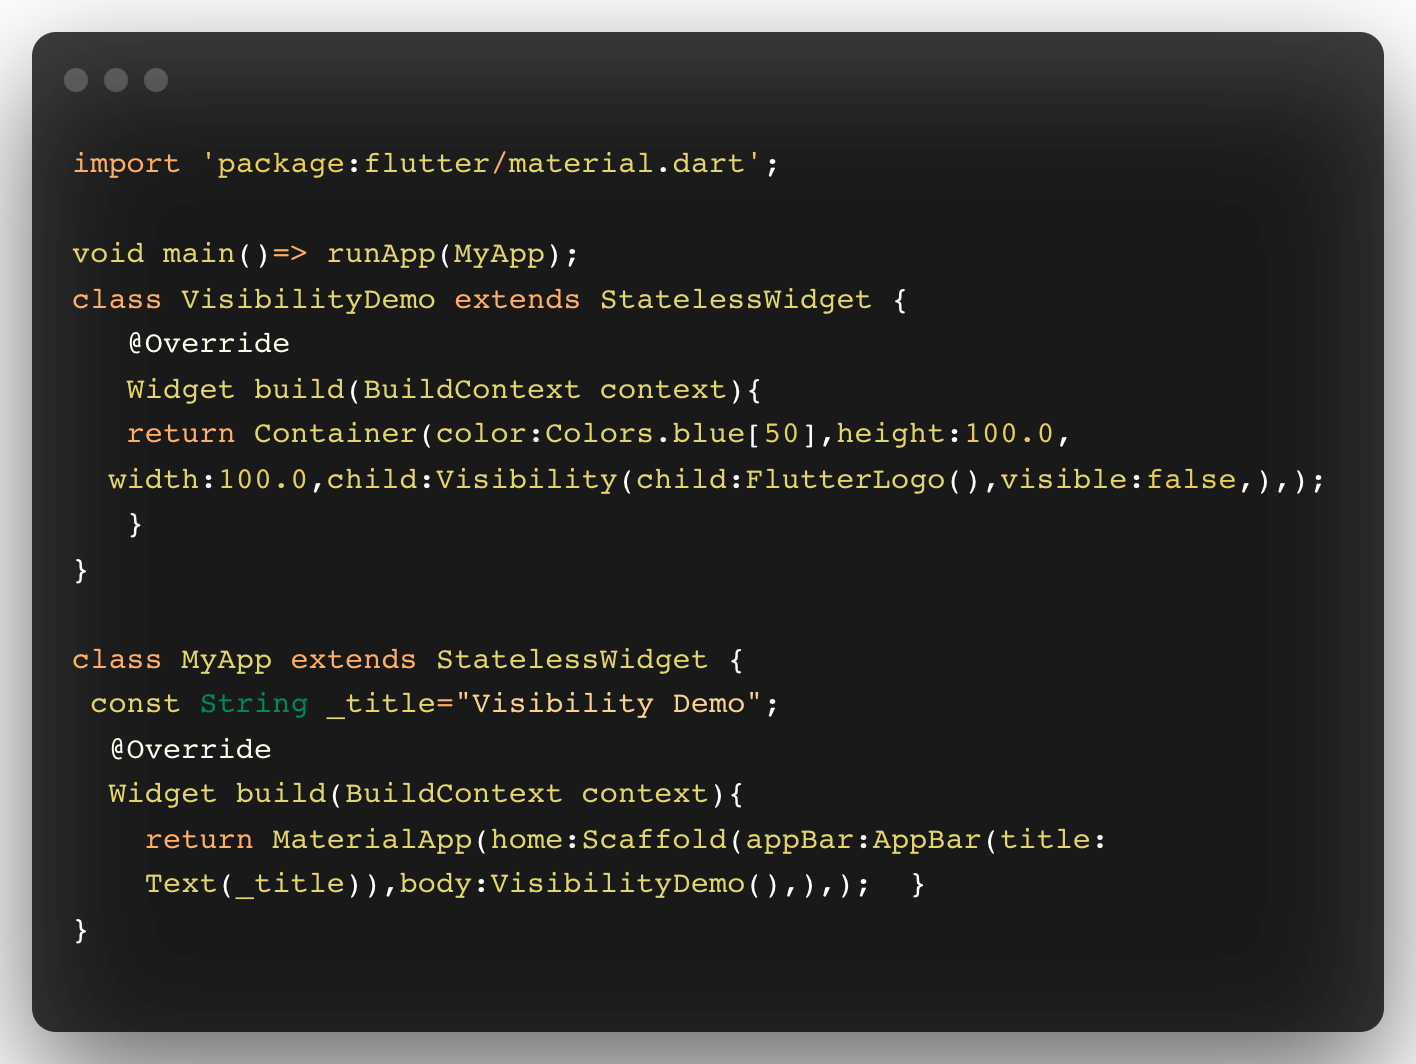 import 'package:flutter/material.dart';
void main()=> runApp(MyApp);
class VisibilityDemo extends StatelessWidget {
@Override
Widget build(BuildContext context){
return Container(color:Colors.blue[50],height:100.0,
width:100.0,child:Visibility(child:FlutterLogo(),visible:false,),);
}
}
class MyApp extends StatelessWidget {
const String _title="Visibility Demo";
@Override
Widget build(BuildContext context){
return MaterialApp(home:Scaffold(appBar:AppBar(title:
Text(_title)),body:VisibilityDemo(),),); }
}